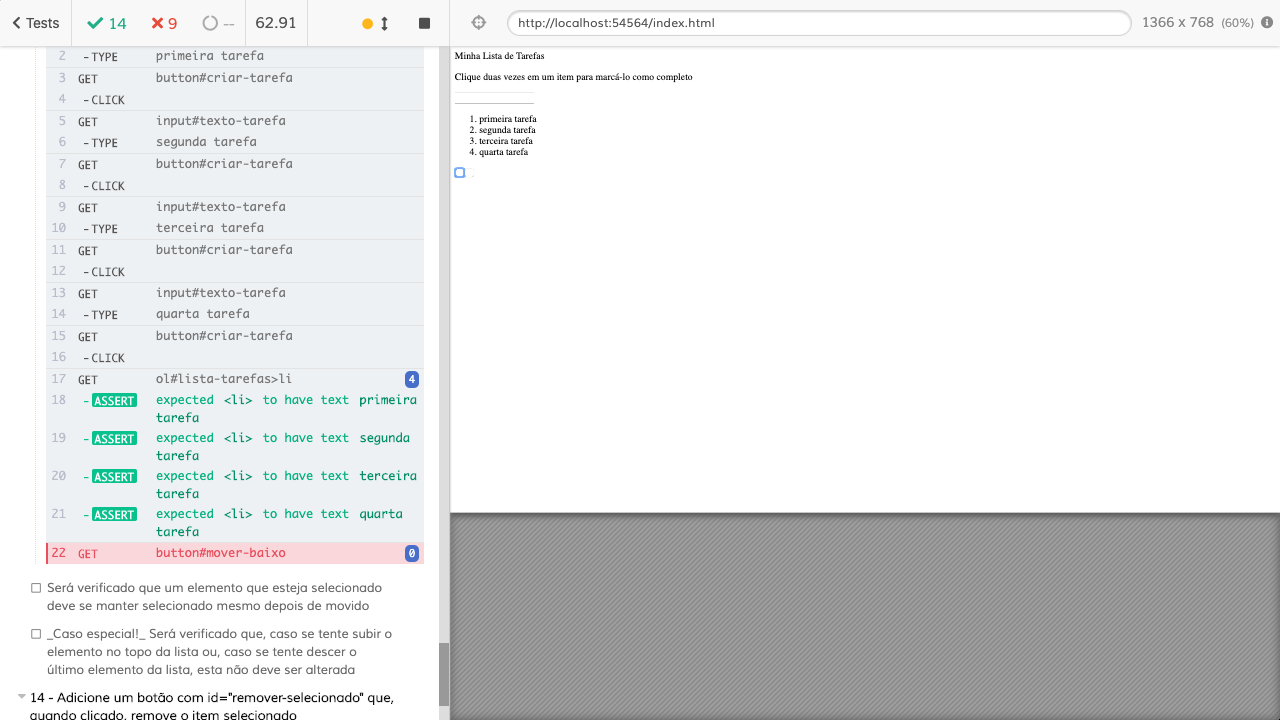 Tests 14 9 -- 62.91 http://localhost:54564/index.html 1366 x 768 (60%)
2 - TYPE primeira tarefa
3 GET button#criar-tarefa
4 - CLICK
5 GET input#texto-tarefa
6 - TYPE segunda tarefa
7 GET button#criar-tarefa
8 - CLICK
9 GET input#texto-tarefa
10 - TYPE terceira tarefa
11 GET button#criar-tarefa
12 - CLICK
13 GET input#texto-tarefa
14 - TYPE quarta tarefa
15 GET button#criar-tarefa
16 - CLICK
17 GET ol#lista-tarefas>li 4
18 - ASSERT expected <li> to have text primeira
tarefa
19 - ASSERT expected <li> to have text segunda
tarefa
20 - ASSERT expected <li> to have text terceira
tarefa
21 - ASSERT expected <li> to have text quarta
tarefa
22 GET button#mover-baixo 0
Será verificado que um elemento que esteja selecionado
deve se manter selecionado mesmo depois de movido
_Caso especial!_ Será verificado que, caso se tente subir o
elemento no topo da lista ou, caso se tente descer o
último elemento da lista, esta não deve ser alterada
14 - Adicione um botão com id="remover-selecionado" que,
quando clicado, remove o item selecionado
Minha Lista de Tarefas
Clique duas vezes em um item para marcá-lo como completo
1. primeira tarefa
2. segunda tarefa
3. terceira tarefa
4. quarta tarefa